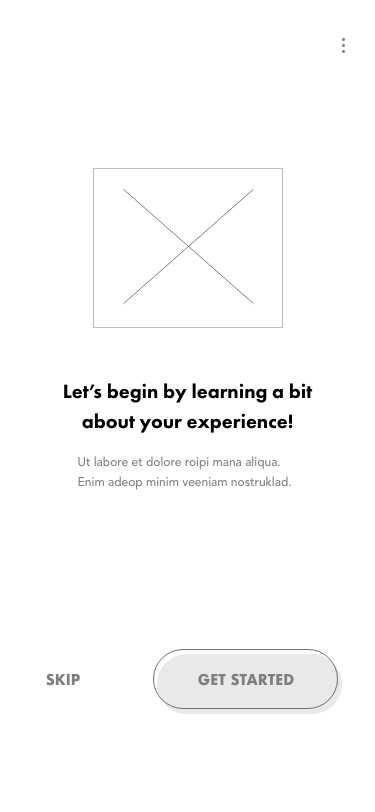 Let’s begin by learning a bit
about your experience!
Ut labore et dolore roipi mana aliqua.
Enim adeop minim veeniam nostruklad.
SKIP
GET STARTED